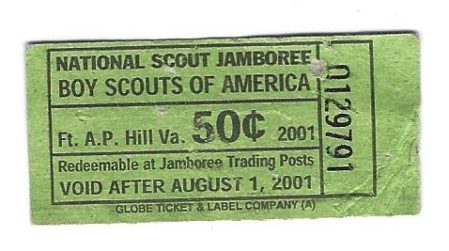 NATIONAL SCOUT JAMBOREE
BOY SCOUTS OF AMERICA
Ft. A.P. Hill Va. 50¢ 2001
Redeemable at Jamboree Trading Posts
VOID AFTER AUGUST 1, 2001
GLOBE TICKET & LABEL COMPANY (A)
0129791